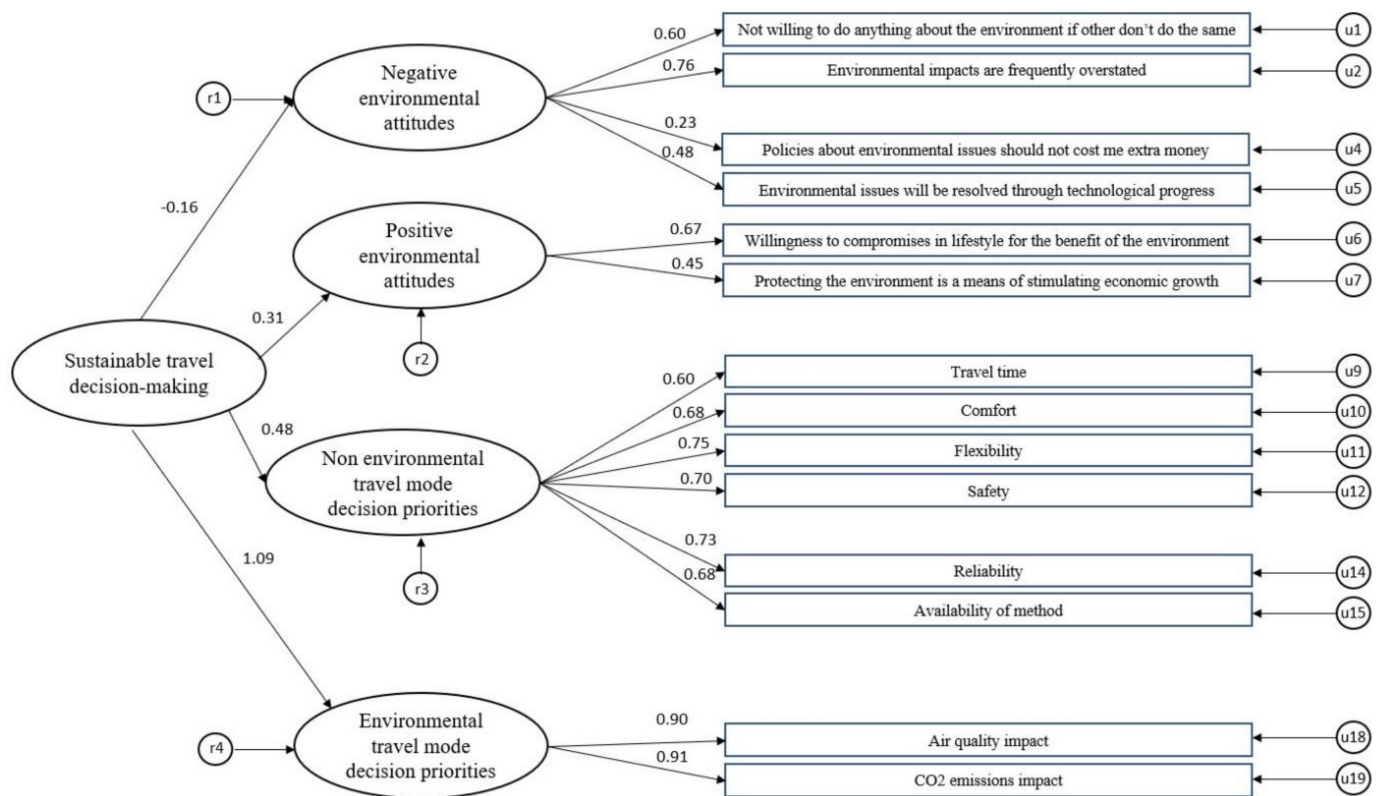 0.60
Not willing to do anything about the environment if other don't do the same
u1
Negative
environmental
attitudes
r1
0.76
Environmental impacts are frequently overstated
u2
0.23
Policies about environmental issues should not cost me extra money
u4
0.48
Environmental issues will be resolved through technological progress
u5
-0.16
Positive
environmental
attitudes
0.67
Willingness to compromises in lifestyle for the benefit of the environment
u6
0.45
Protecting the environment is a means of stimulating economic growth
u7
0.31
r2
Sustainable travel
decision-making
0.60
Travel time
u9
0.68
Comfort
u10
0.48
Non environmental
travel mode
decision priorities
0.75
Flexibility
u11
0.70
Safety
u12
0.73
Reliability
u14
0.68
Availability of method
u15
r3
1.09
Environmental
travel mode
decision priorities
r4
0.90
Air quality impact
u18
0.91
CO2 emissions impact
u19